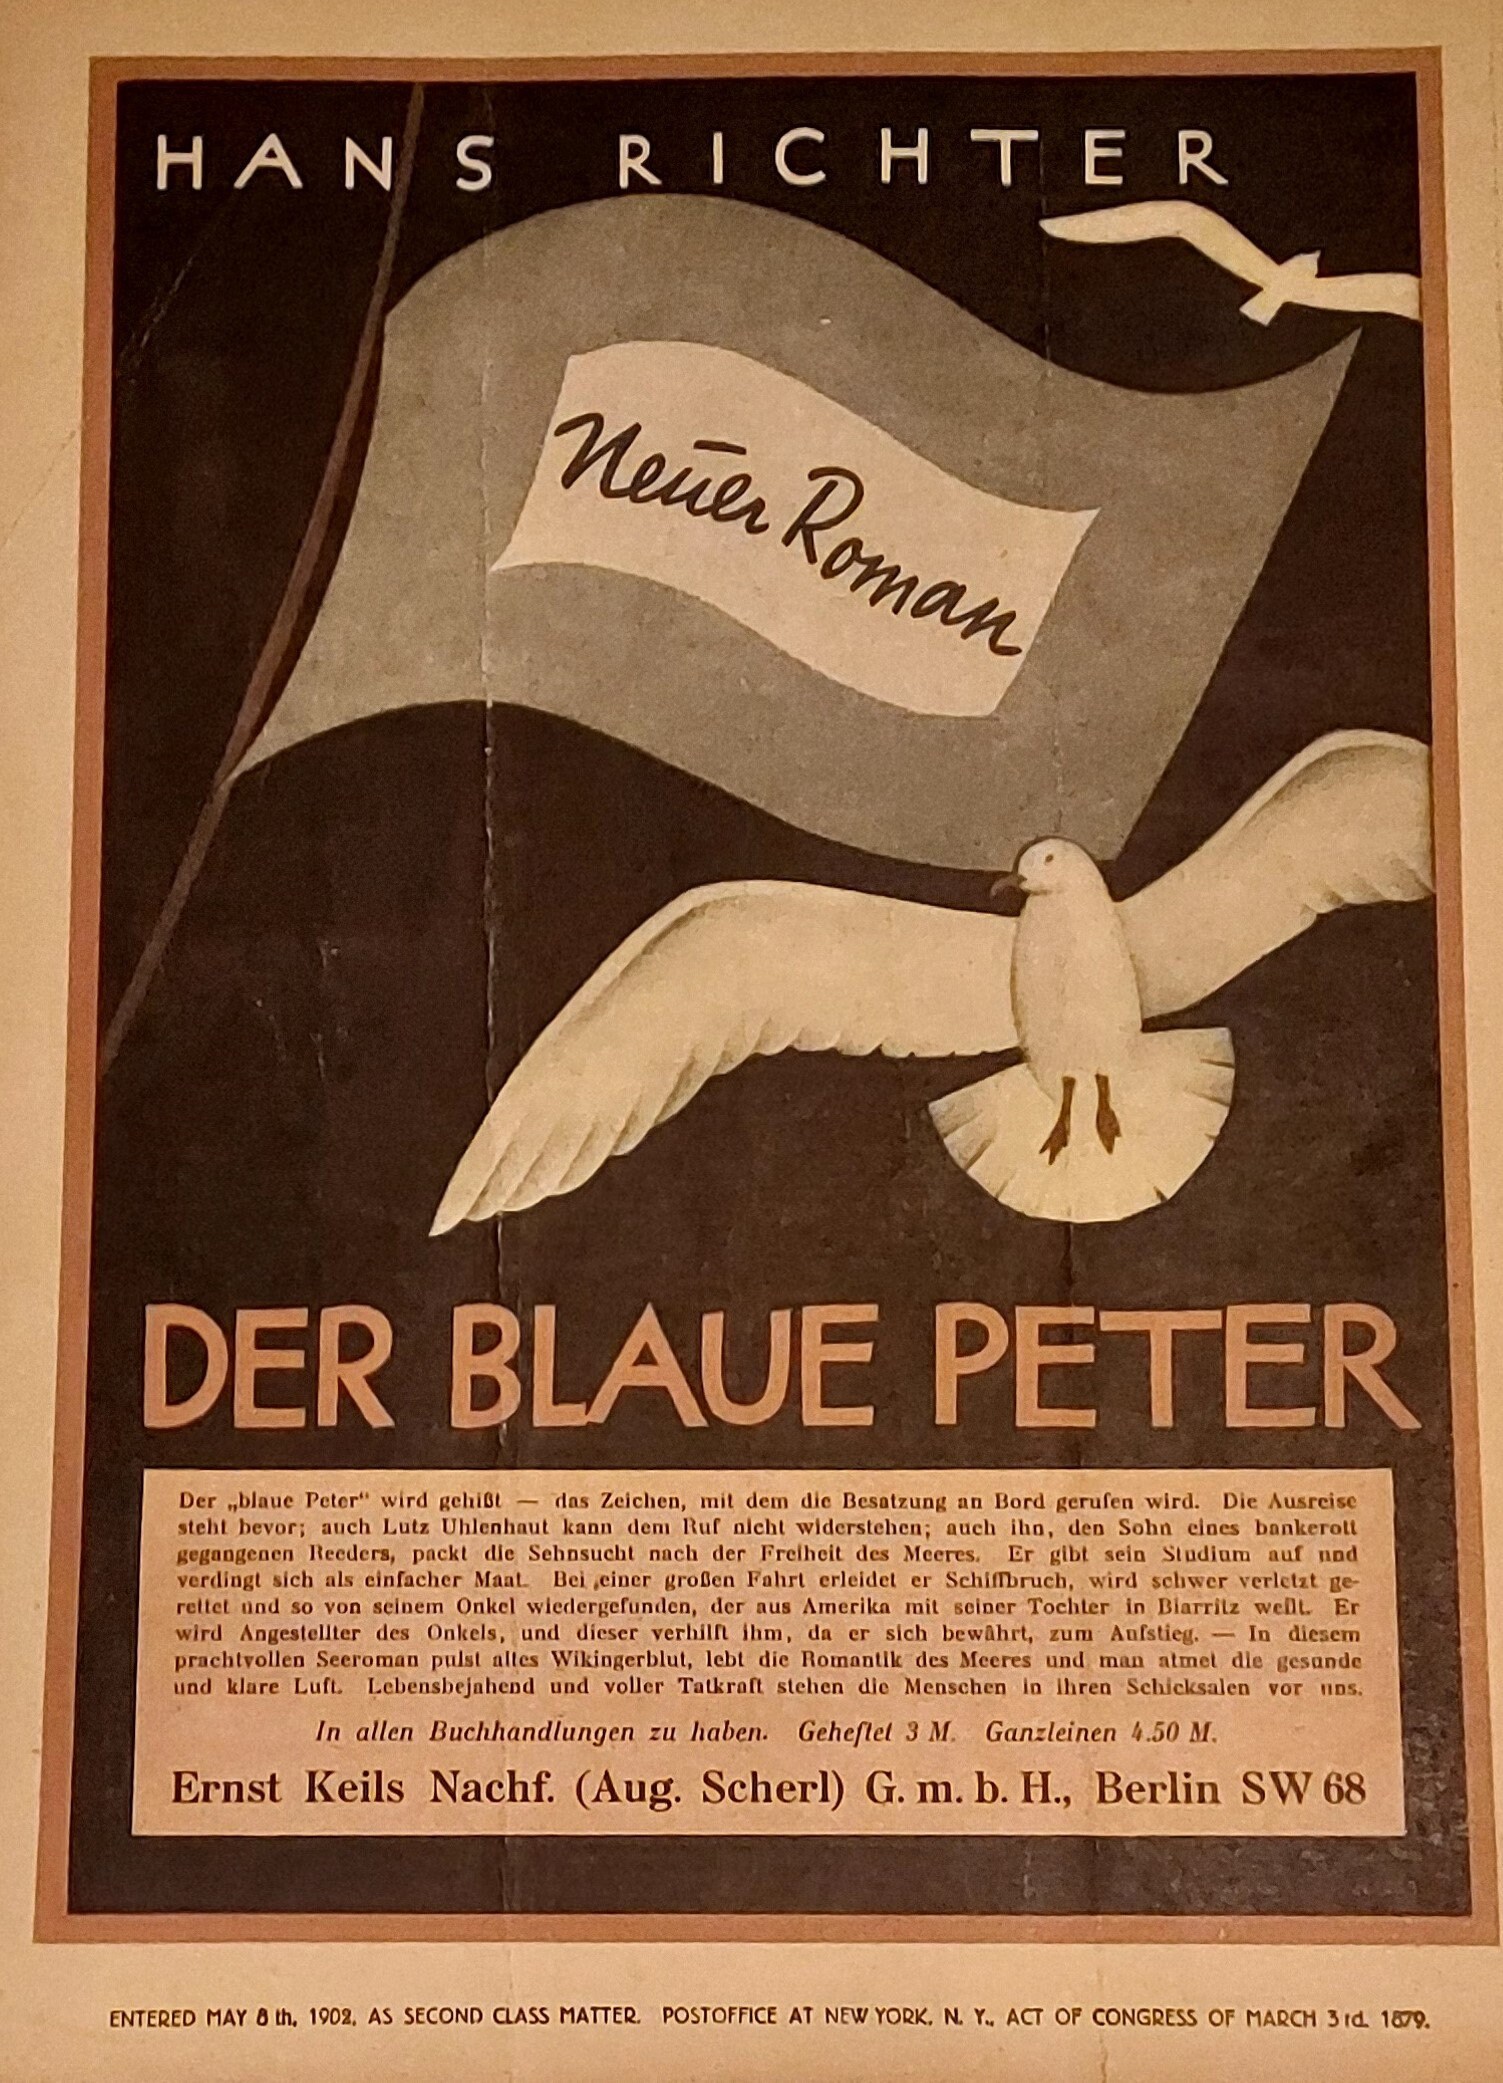 HANS RICHTER
Neuer Roman
DER BLAUE PETER
Der „blaue Peter“ wird gehißt — das Zeichen, mit dem die Besatzung an Bord gerufen wird. Die Ausreise
steht bevor; auch Lutz Uhlenhaut kann dem Ruf nicht widerstehen; auch ihn, den Sohn eines bankerott
gegangenen Reeders, packt die Sehnsucht nach der Freiheit des Meeres. Er gibt sein Studium auf und
verdingt sich als einfacher Maat. Bei einer großen Fahrt erleidet er Schiffbruch, wird schwer verletzt ge-
rettet und so von seinem Onkel wiedergefunden, der aus Amerika mit seiner Tochter in Biarritz weilt. Er
wird Angestellter des Onkels, und dieser verhilft ihm, da er sich bewährt, zum Aufstieg. — In diesem
prachtvollen Seeroman pulst altes Wikingerblut, lebt die Romantik des Meeres und man atmet die gesunde
und klare Luft. Lebensbejahend und voller Tatkraft stehen die Menschen in ihren Schicksalen vor uns.
In allen Buchhandlungen zu haben. Geheftet 3 M. Ganzleinen 4.50 M.
Ernst Keils Nachf. (Aug. Scherl) G. m. b. H., Berlin SW 68
ENTERED MAY 8 th, 1902, AS SECOND CLASS MATTER. POSTOFFICE AT NEW YORK, N. Y., ACT OF CONGRESS OF MARCH 3 rd. 1879.